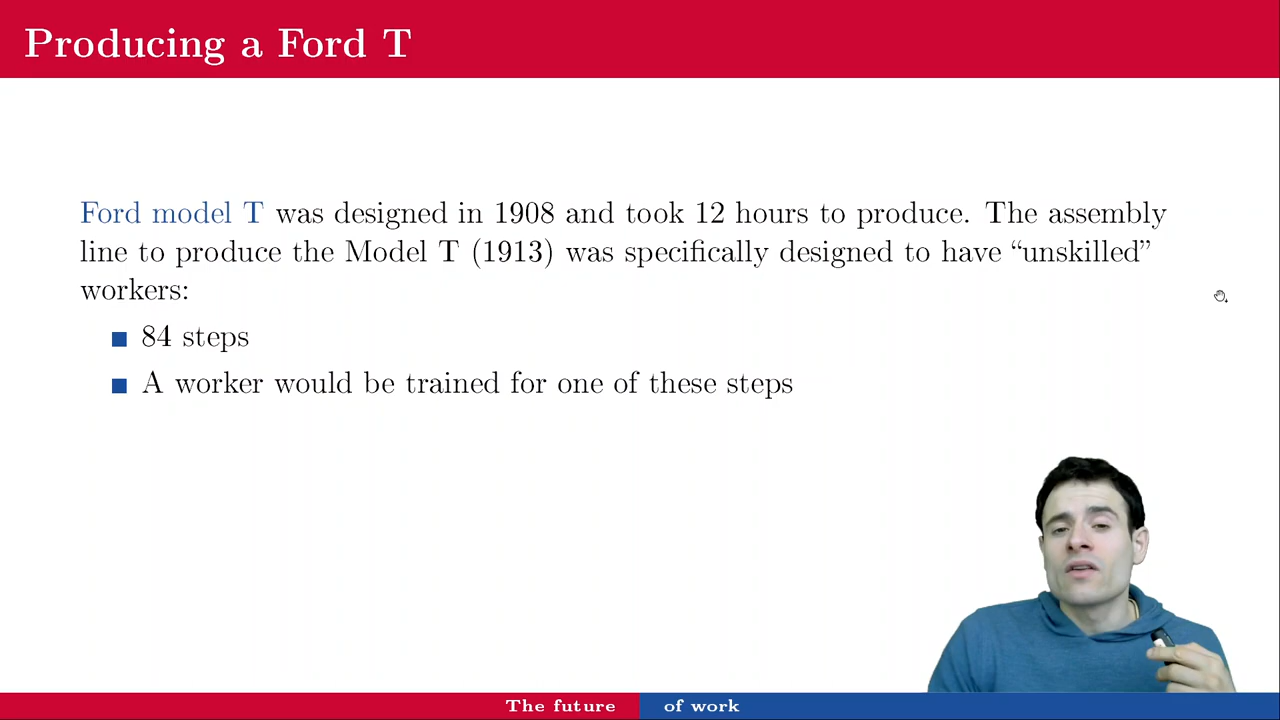 Producing a Ford T
Ford model T was designed in 1908 and took 12 hours to produce. The assembly
line to produce the Model T (1913) was specifically designed to have “unskilled”
workers:
84 steps
A worker would be trained for one of these steps
The future of work